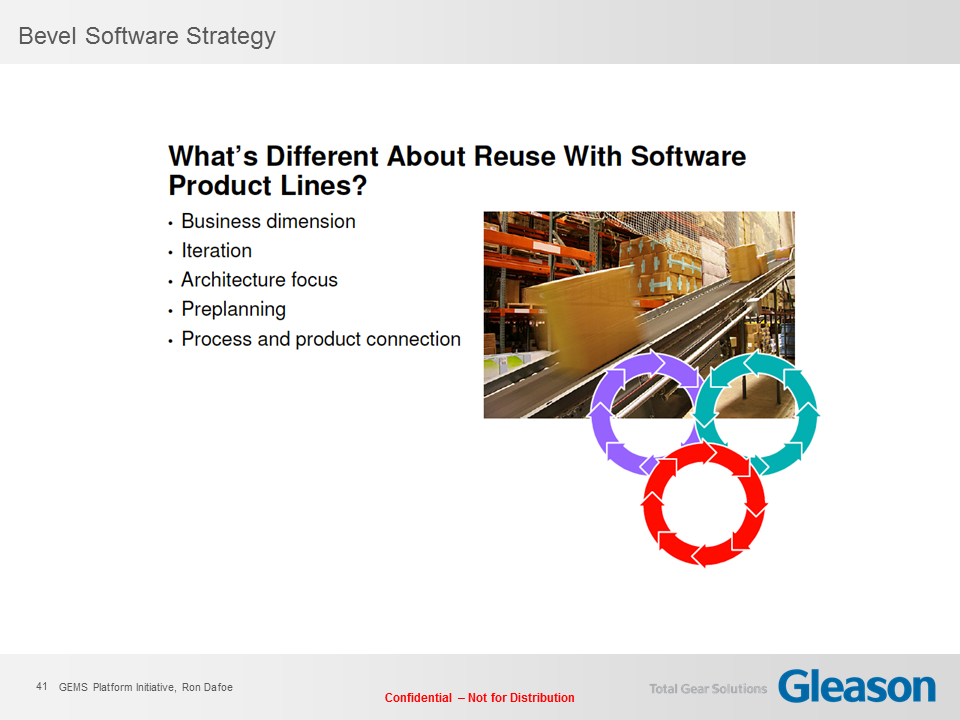 Bevel Software Strategy
What's Different About Reuse With Software
Product Lines?
• Business dimension
• Iteration
• Architecture focus
• Preplanning
• Process and product connection
41 GEMS Platform Initiative, Ron Dafoe
Confidential – Not for Distribution
Total Gear Solutions Gleason